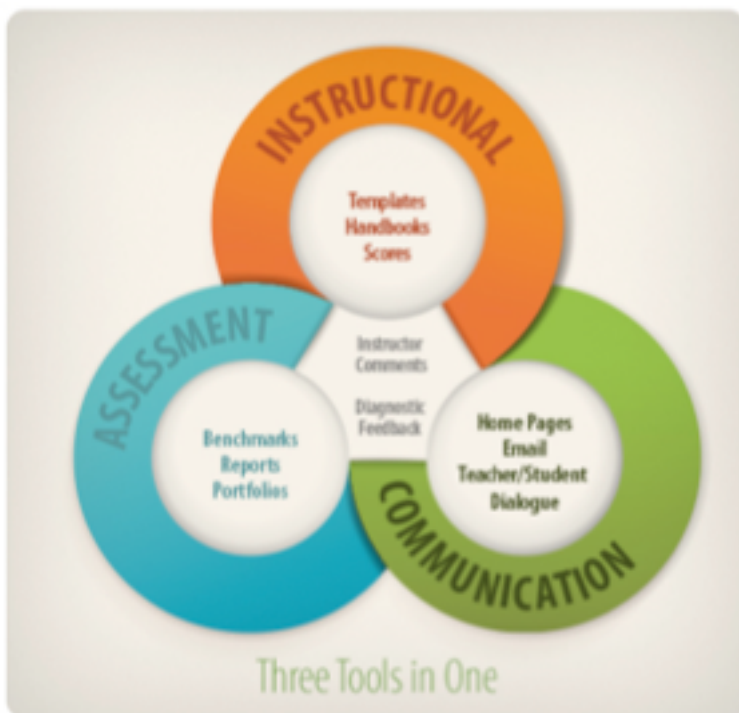 INSTRUCTIONAL
Templates
Handbooks
Scores
ASSESSMENT
Benchmarks
Reports
Portfolios
Instructor
Comments
Diagnostic
Feedback
Home Pages
Email
Teacher/Student
Dialogue
COMMUNICATION
Three Tools in One